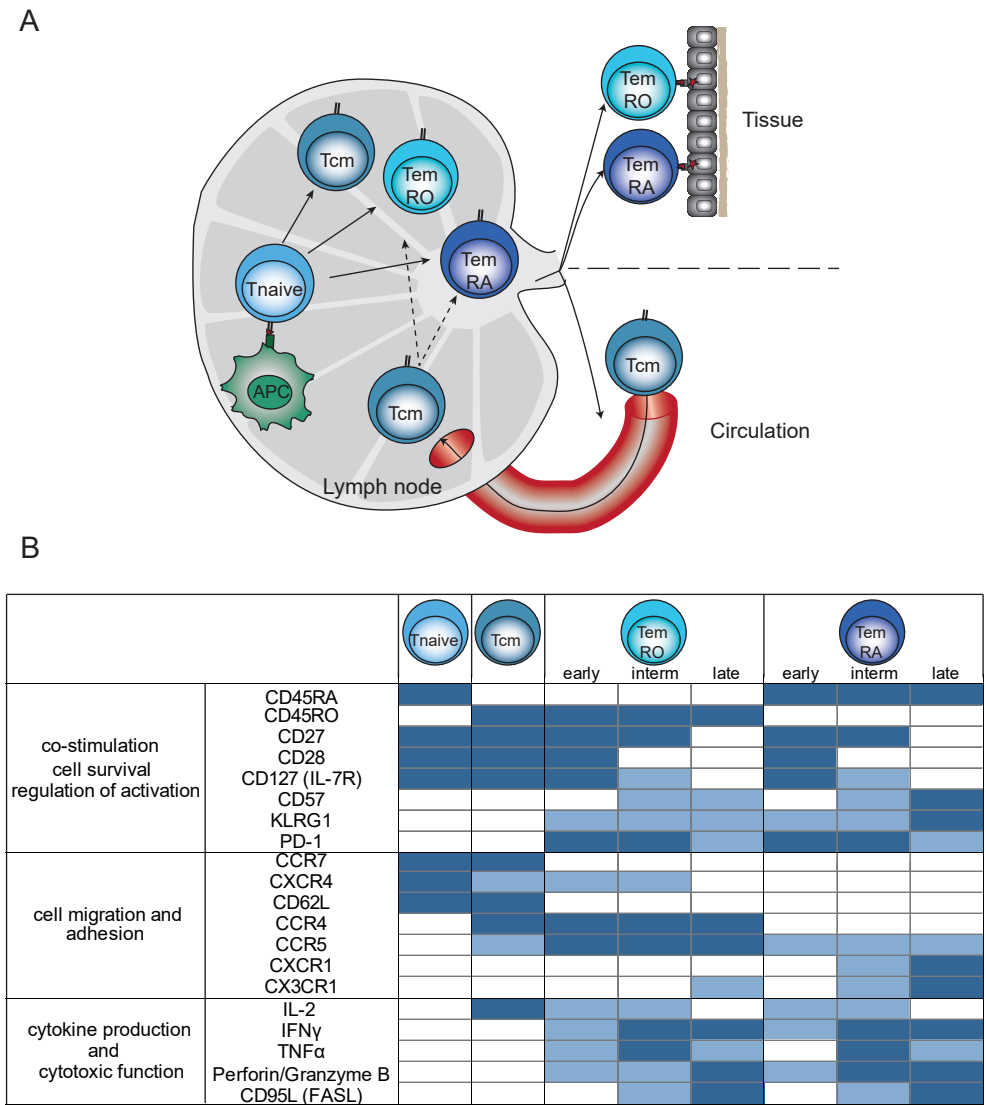 A
Tem
RO
Tissue
Tcm
Tem
RO
Tem
RA
Tem
RA
Tnaive
Tcm
APC
Tcm
Circulation
Lymph node
B
Tnaive
Tcm
Tem
RO
Tem
RA
early
interm
late
early
interm
late
co-stimulation
cell survival
regulation of activation
CD45RA
CD45RO
CD27
CD28
CD127 (IL-7R)
CD57
KLRG1
PD-1
cell migration and
adhesion
CCR7
CXCR4
CD62L
CCR4
CCR5
CXCR1
CX3CR1
cytokine production
and
cytotoxic function
IL-2
IFNγ
TNFα
Perforin/Granzyme B
CD95L (FASL)